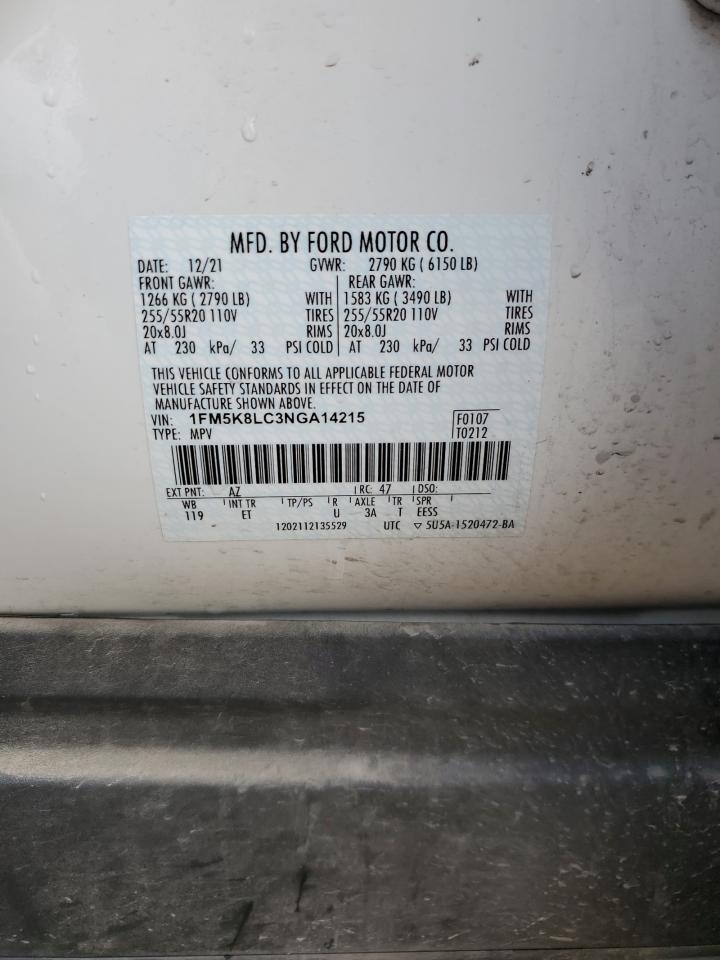 MFD. BY FORD MOTOR CO.
DATE: 12/21 GVWR: 2790 KG ( 6150 LB)
FRONT GAWR: REAR GAWR:
1266 KG ( 2790 LB) WITH 1583 KG ( 3490 LB) WITH
255/55R20 110V TIRES 255/55R20 110V TIRES
20x8.0J RIMS 20x8.0J RIMS
AT 230 kPa/ 33 PSI COLD AT 230 kPa/ 33 PSI COLD
THIS VEHICLE CONFORMS TO ALL APPLICABLE FEDERAL MOTOR
VEHICLE SAFETY STANDARDS IN EFFECT ON THE DATE OF
MANUFACTURE SHOWN ABOVE.
VIN: 1FM5K8LC3NGA14215 F0107
TYPE: MPV T0212
EXT PNT: AZ RC: 47 DSO:
WB INT TR TP/PS R AXLE TR SPR
119 ET U 3A T EESS
1202112135529 UTC ▽ 5U5A-1520472-BA